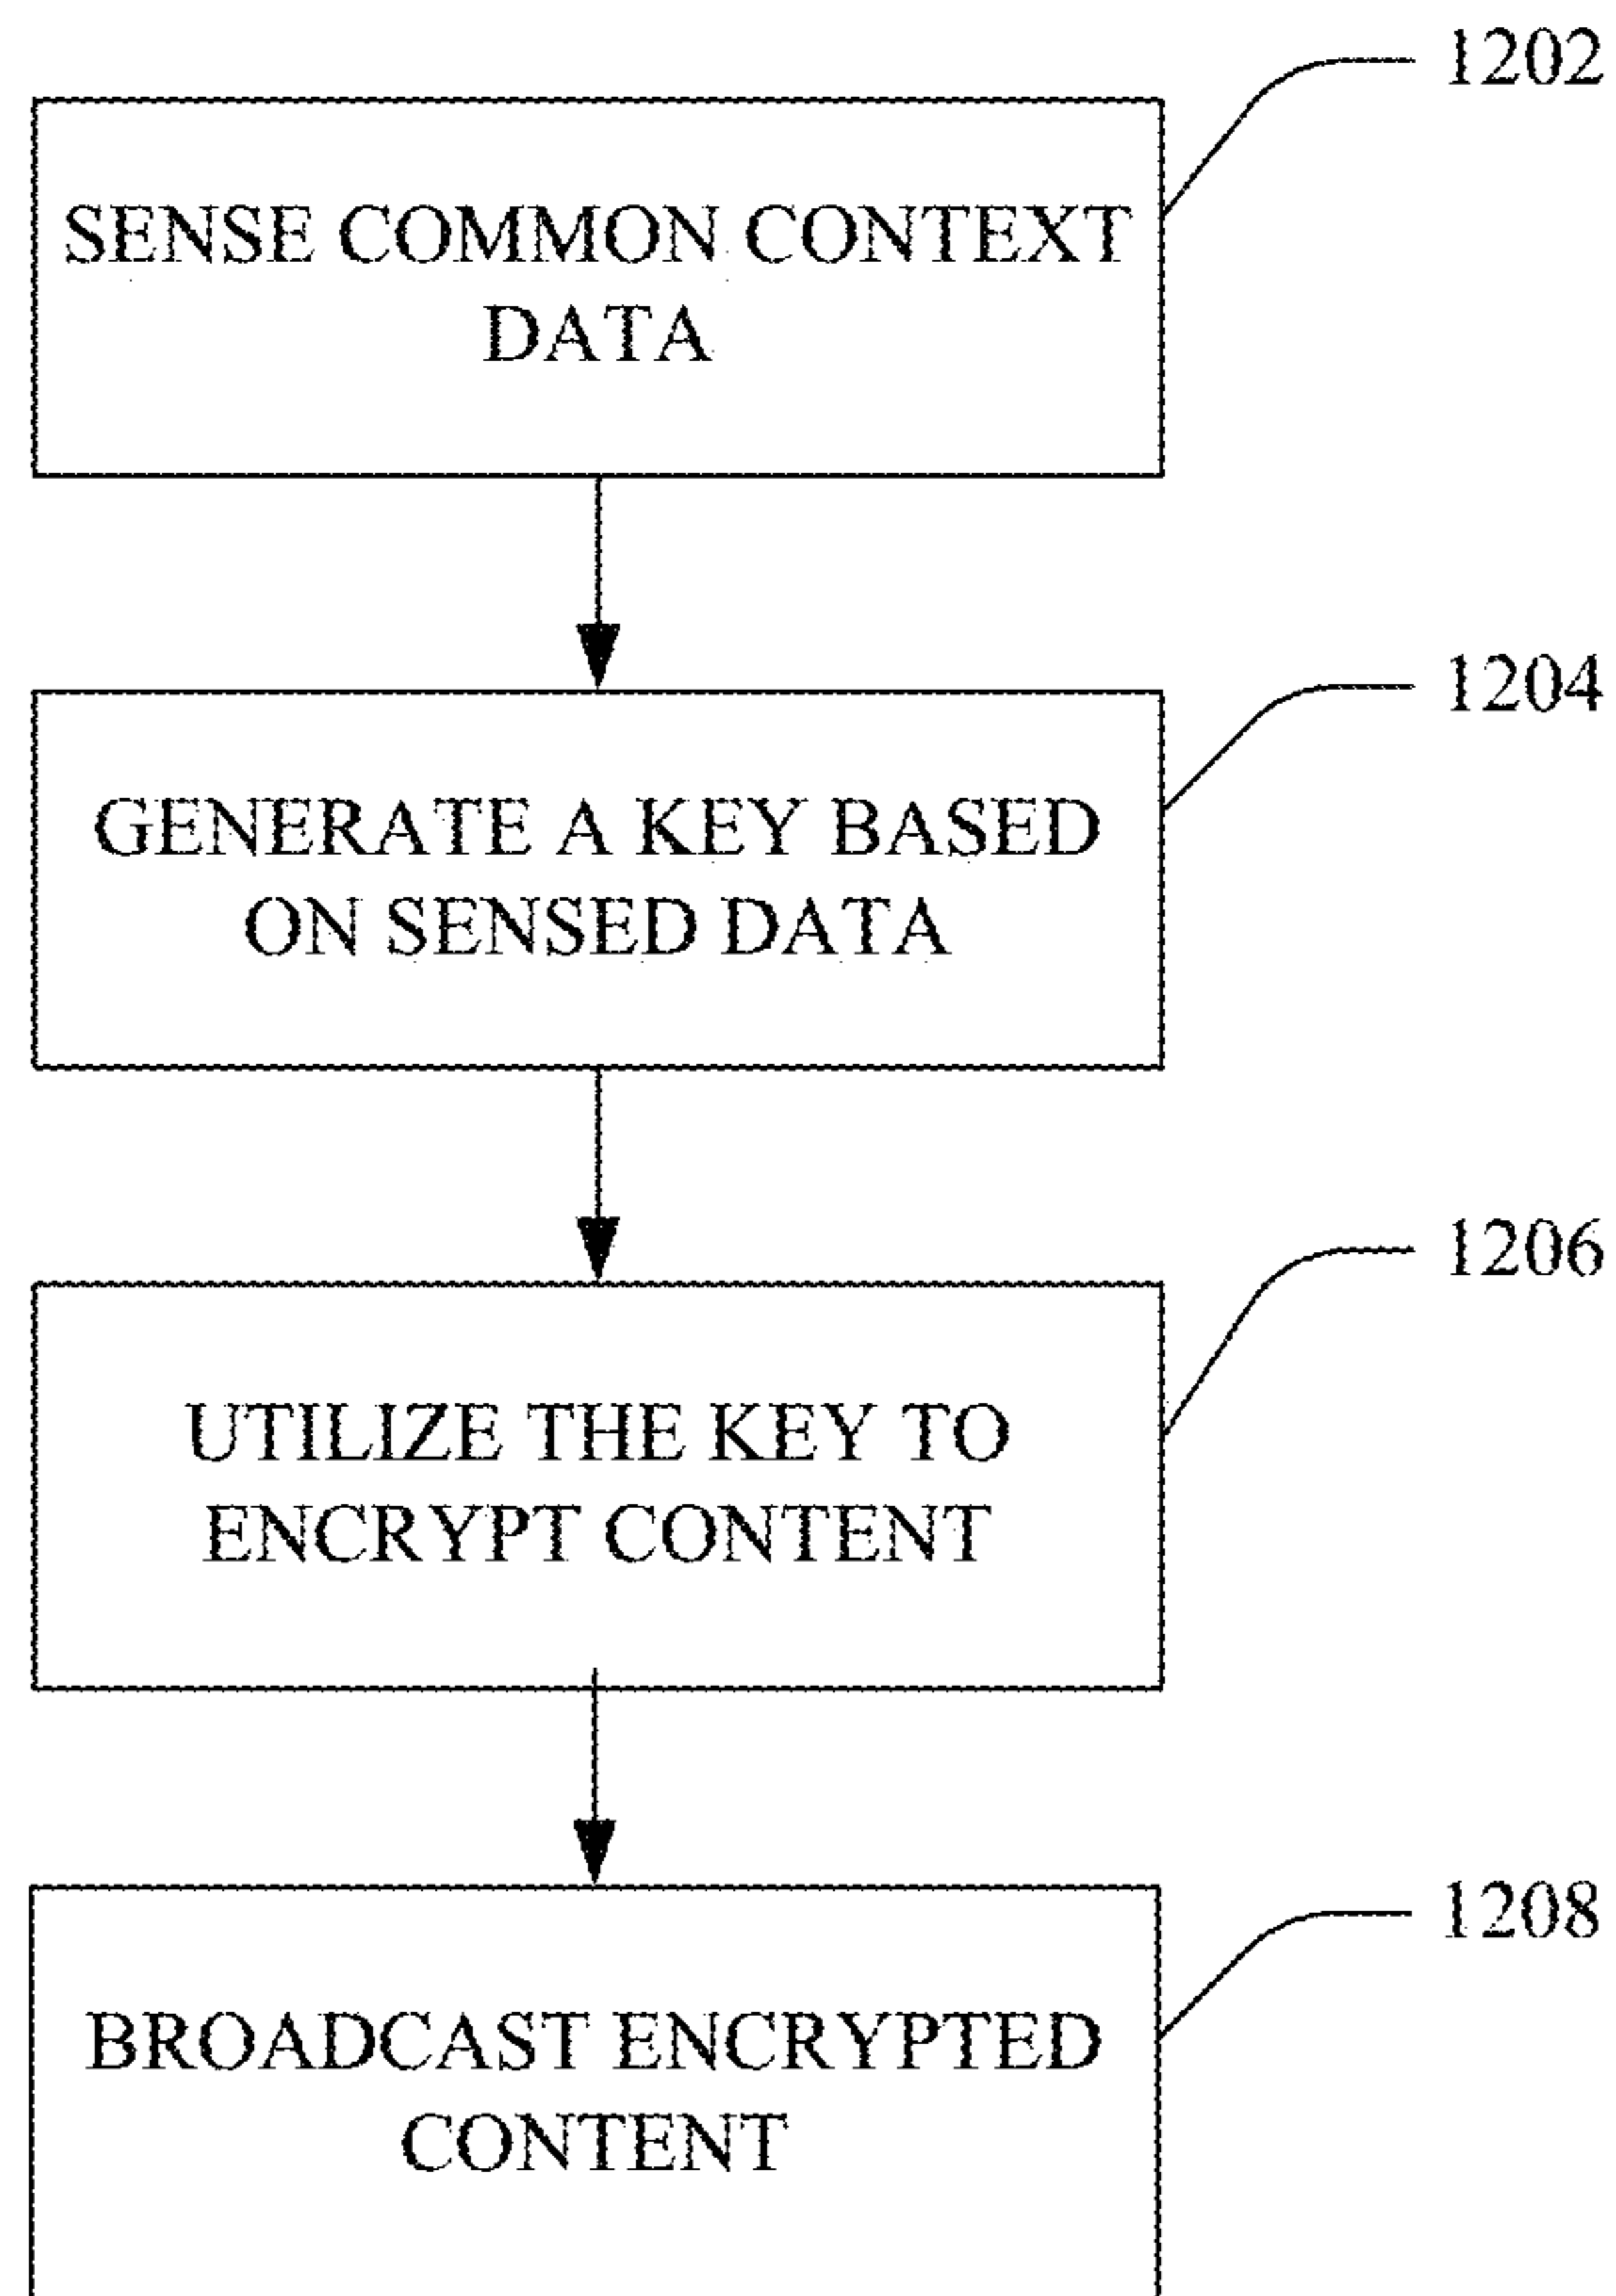 1202
SENSE COMMON CONTEXT
DATA
1204
GENERATE A KEY BASED
ON SENSED DATA
1206
UTILIZE THE KEY TO
ENCRYPT CONTENT
1208
BROADCAST ENCRYPTED
CONTENT